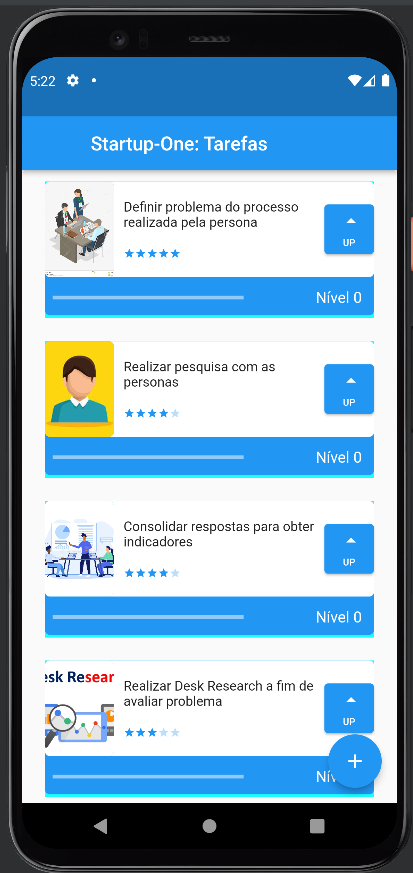 5:22
Startup-One: Tarefas
Definir problema do processo
realizada pela persona
UP
Nível 0
Realizar pesquisa com as
personas
UP
Nível 0
Consolidar respostas para obter
indicadores
UP
Nível 0
esk Resear
Realizar Desk Research a fim de
avaliar problema
UP
Ní
+